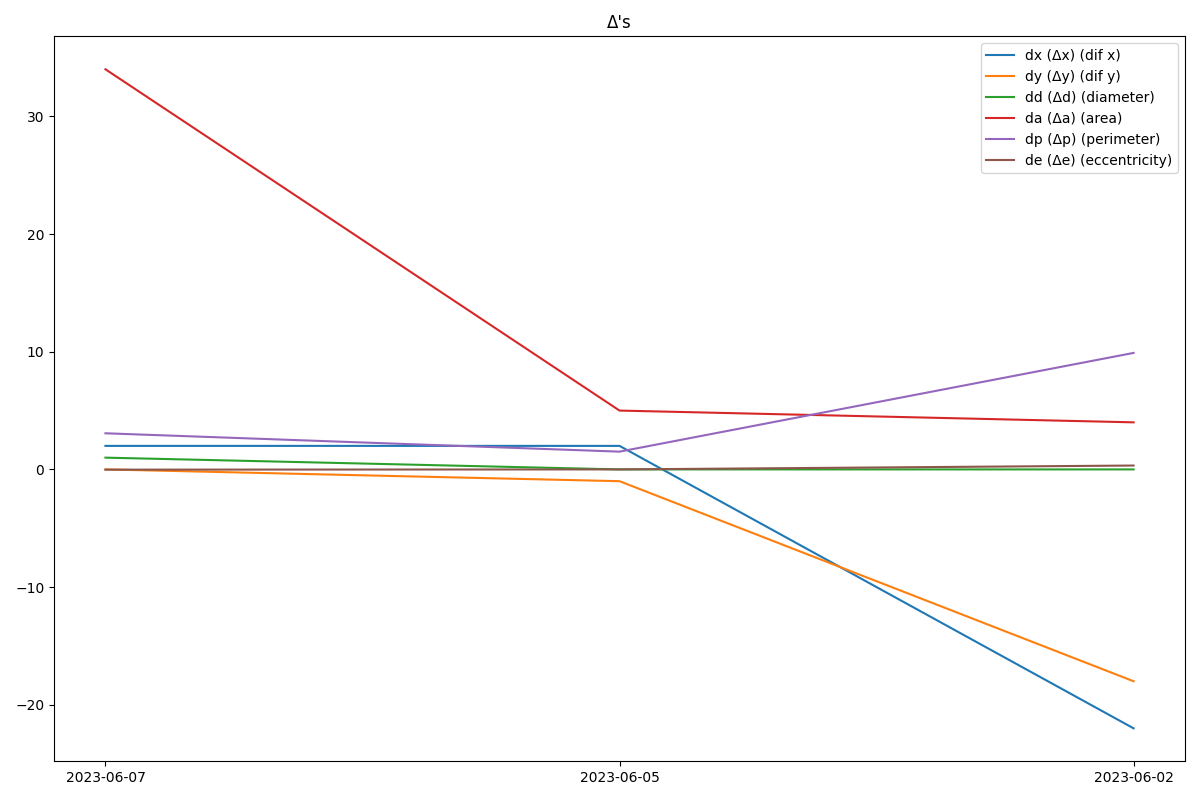 Δ's
dx (Δx) (dif x)
dy (Δy) (dif y)
dd (Δd) (diameter)
da (Δa) (area)
dp (Δp) (perimeter)
de (Δe) (eccentricity)
30
20
10
0
−10
−20
2023-06-07
2023-06-05
2023-06-02